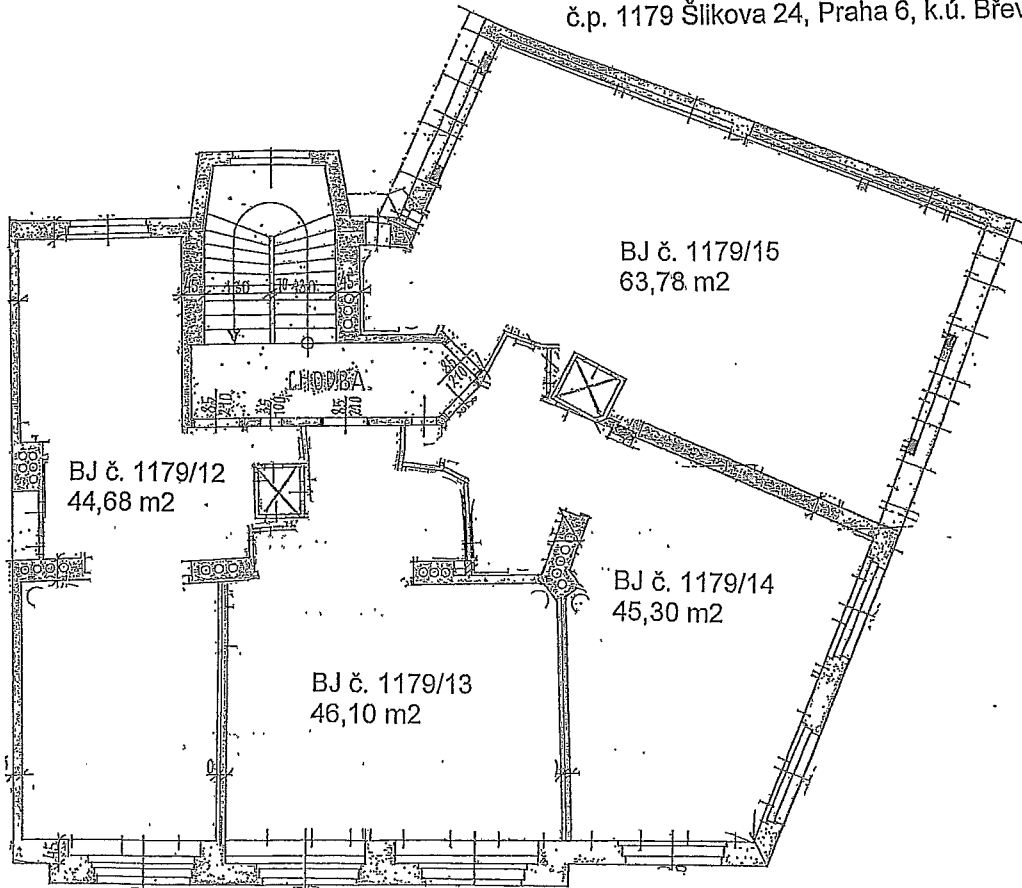 č.p. 1179 Šlikova 24, Praha 6, k.ú. Břev
BJ č. 1179/15
63,78 m2
CHODBA
BJ č. 1179/12
44,68 m2
BJ č. 1179/14
45,30 m2
BJ č. 1179/13
46,10 m2